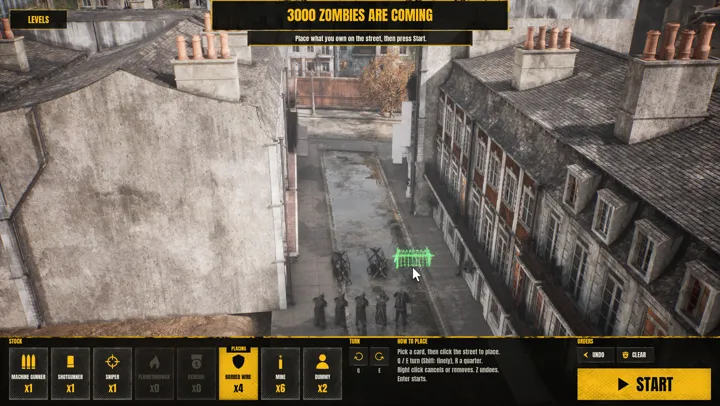 LEVELS
3000 ZOMBIES ARE COMING
Place what you own on the street, then press Start.
STOCK
MACHINE GUNNER
x1
SHOTGUNNER
x1
SNIPER
x1
FLAMETHROWER
x0
x0
PLACING
BARBED WIRE
x4
MINE
x6
DUMMY
x2
TURN
Q
E
HOW TO PLACE
Pick a card, then click the street to place.
Q / E turn (Shift: finely), R a quarter.
Right click cancels or removes. Z undoes.
Enter starts.
ORDERS
UNDO
CLEAR
START